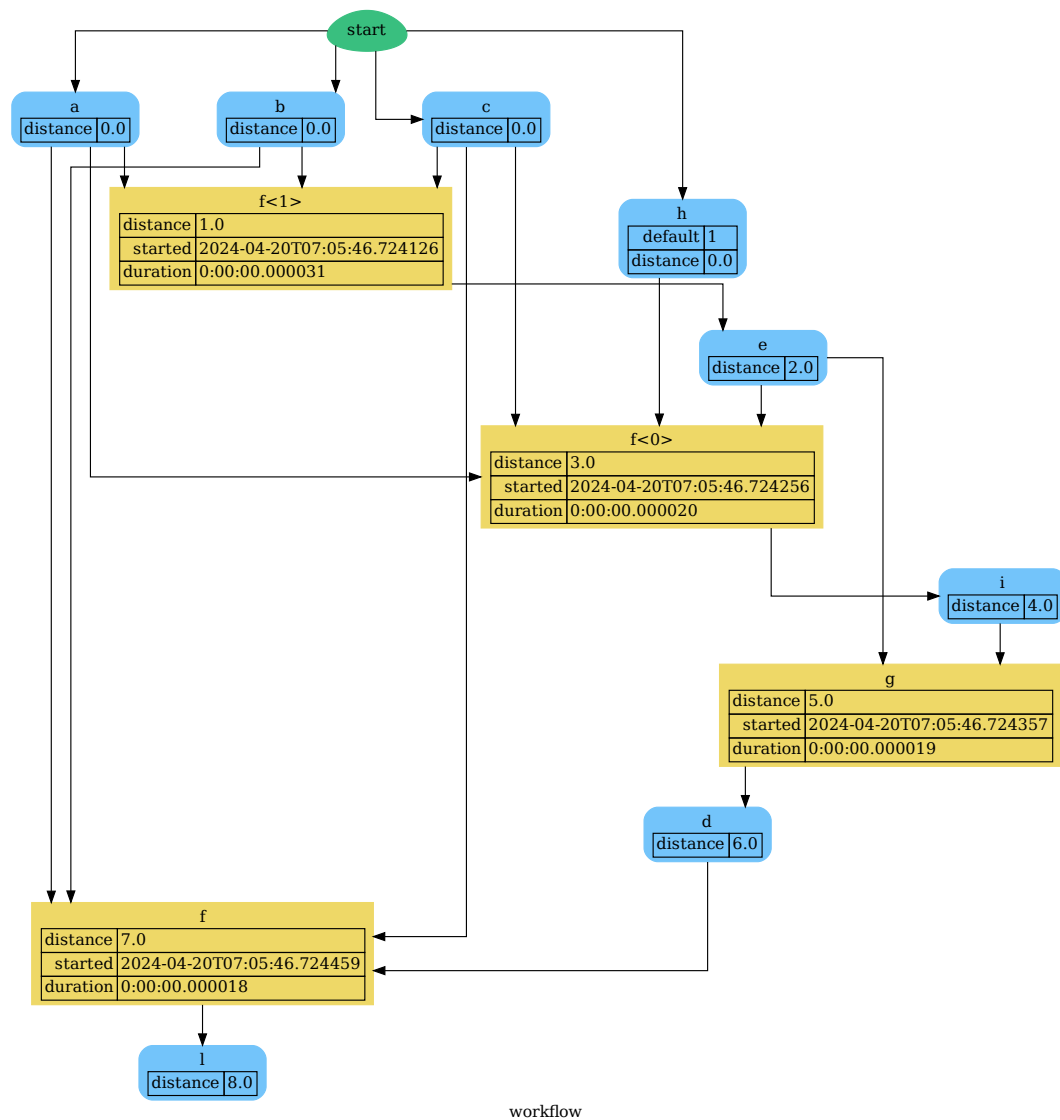 start
a
distance 0.0
b
distance 0.0
c
distance 0.0
f<1>
distance 1.0
started 2024-04-20T07:05:46.724126
duration 0:00:00.000031
h
default 1
distance 0.0
e
distance 2.0
f<0>
distance 3.0
started 2024-04-20T07:05:46.724256
duration 0:00:00.000020
i
distance 4.0
g
distance 5.0
started 2024-04-20T07:05:46.724357
duration 0:00:00.000019
d
distance 6.0
f
distance 7.0
started 2024-04-20T07:05:46.724459
duration 0:00:00.000018
l
distance 8.0
workflow